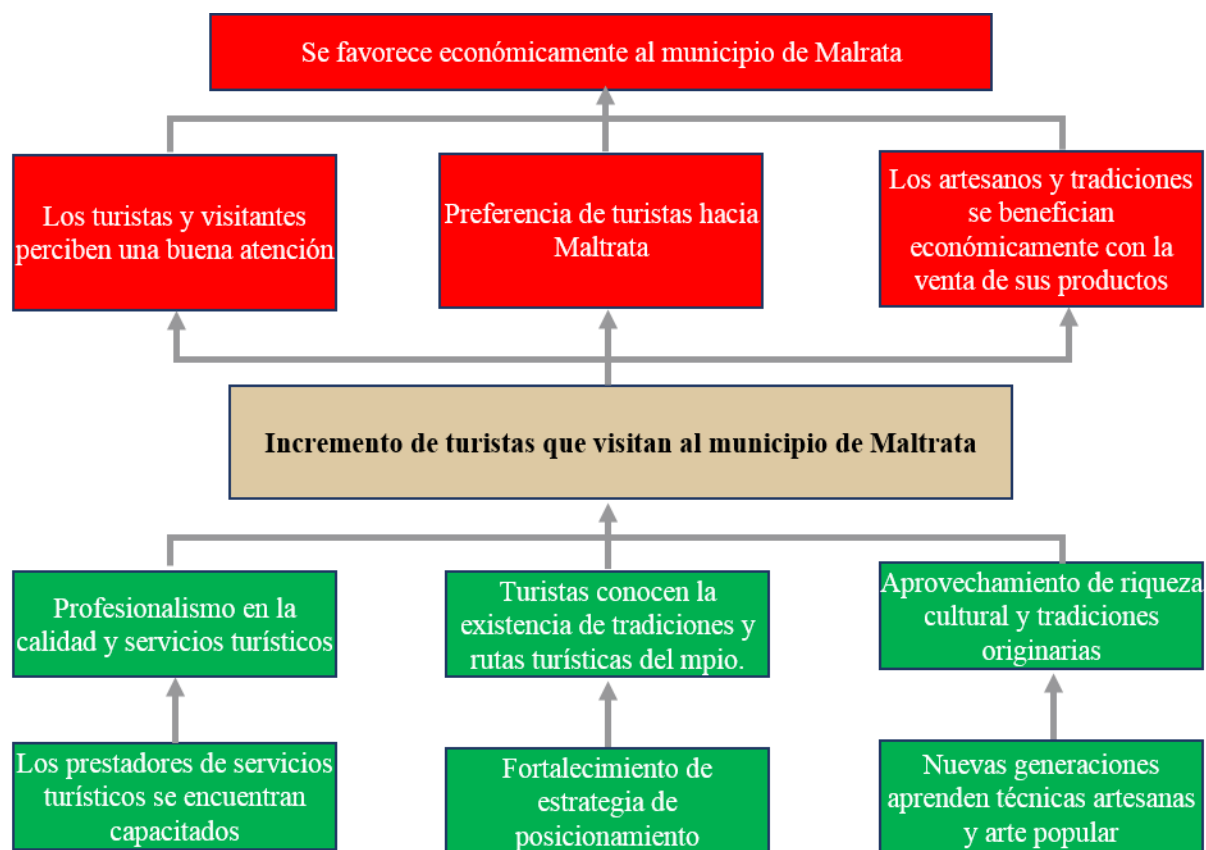 Se favorece económicamente al municipio de Malrata
Los turistas y visitantes
perciben una buena atención
Preferencia de turistas hacia
Maltrata
Los artesanos y tradiciones
se benefician
económicamente con la
venta de sus productos
Incremento de turistas que visitan al municipio de Maltrata
Profesionalismo en la
calidad y servicios turísticos
Turistas conocen la
existencia de tradiciones y
rutas turísticas del mpio.
Aprovechamiento de riqueza
cultural y tradiciones
originarias
Los prestadores de servicios
turísticos se encuentran
capacitados
Fortalecimiento de
estrategia de
posicionamiento
Nuevas generaciones
aprenden técnicas artesanas
y arte popular